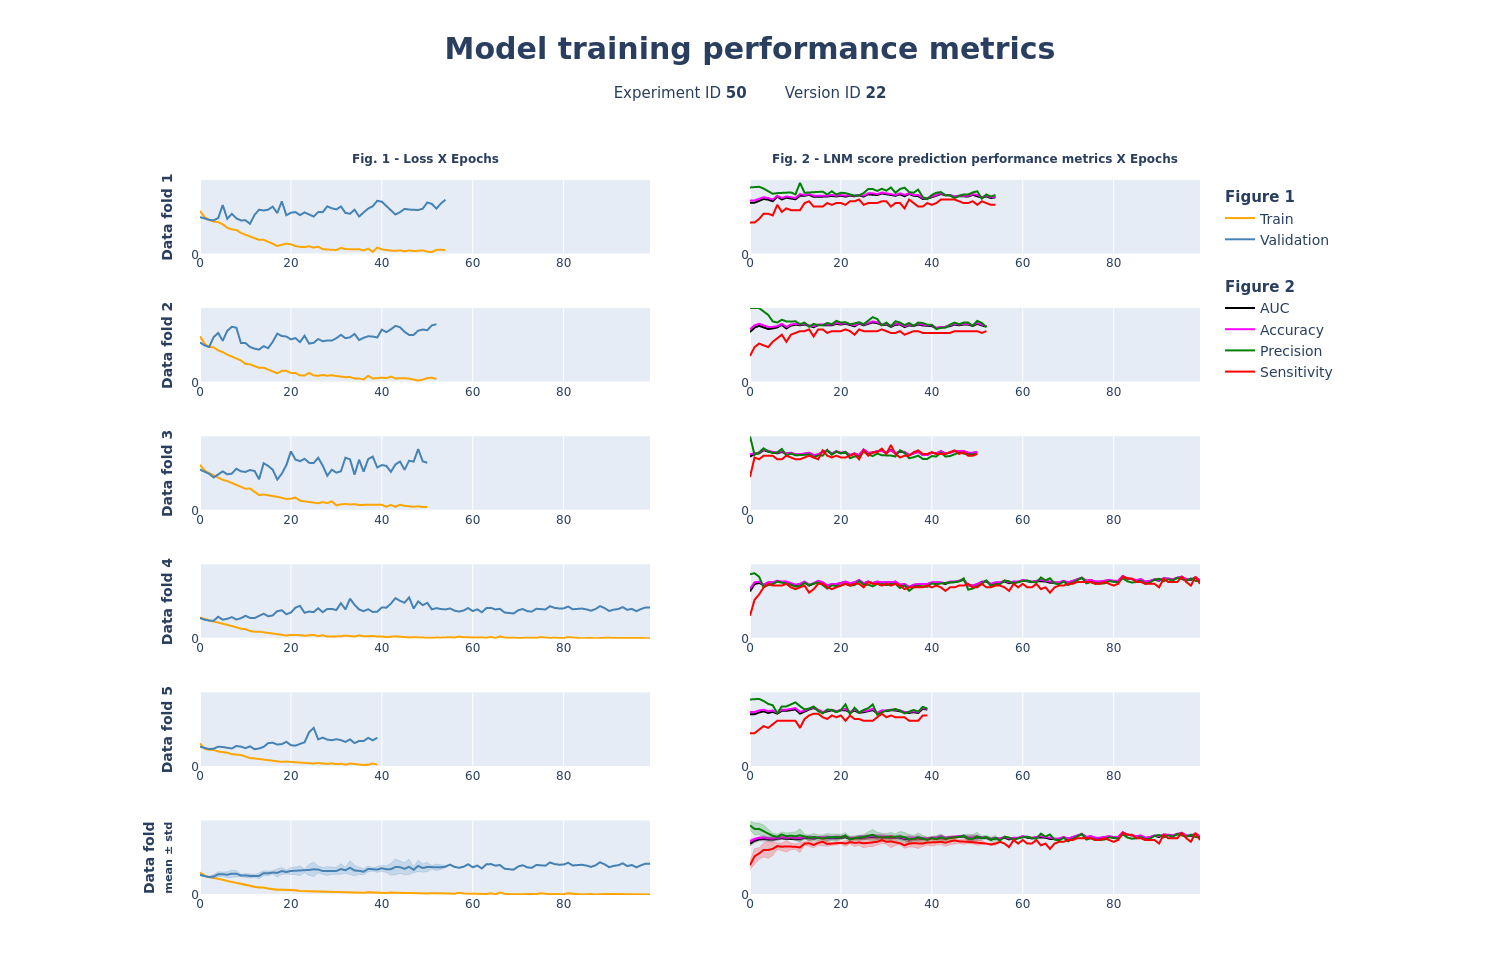 Model training performance metrics
Experiment ID 50 Version ID 22
Fig. 1 - Loss X Epochs
Fig. 2 - LNM score prediction performance metrics X Epochs
Data fold 1
0
0 20 40 60 80
0
0 20 40 60 80
Data fold 2
0
0 20 40 60 80
0
0 20 40 60 80
Data fold 3
0
0 20 40 60 80
0
0 20 40 60 80
Data fold 4
0
0 20 40 60 80
0
0 20 40 60 80
Data fold 5
0
0 20 40 60 80
0
0 20 40 60 80
Data fold
mean ± std
0
0 20 40 60 80
0
0 20 40 60 80
Figure 1
Train
Validation
Figure 2
AUC
Accuracy
Precision
Sensitivity